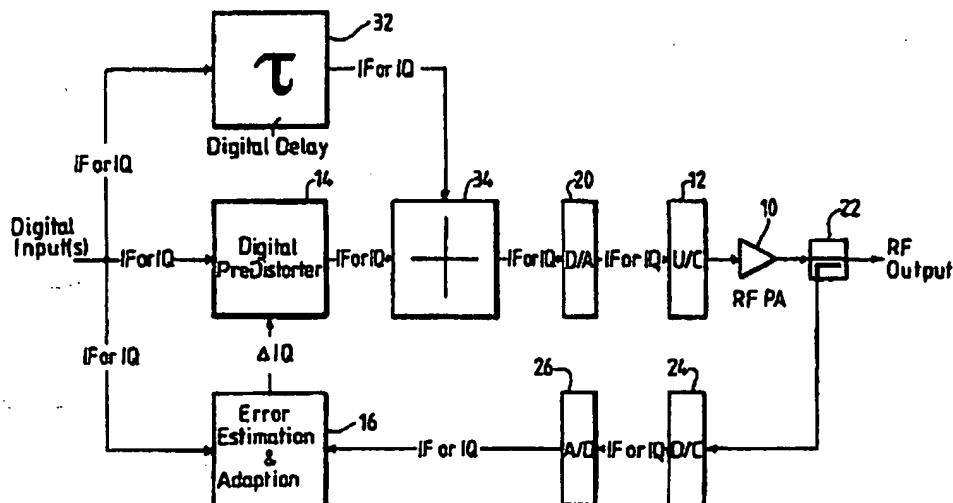 32
τ
IF or IQ
Digital Delay
IF or IQ
14
34
20
12
10
22
Digital
Input(s)
IF or IQ
Digital
PreDistorter
IF or IQ
IF or IQ
D/A
IF or IQ
U/C
RF PA
RF
Output
IF or IQ
Δ IQ
26
24
Error
Estimation
&
Adaption
16
IF or IQ
A/D
IF or IQ
D/C